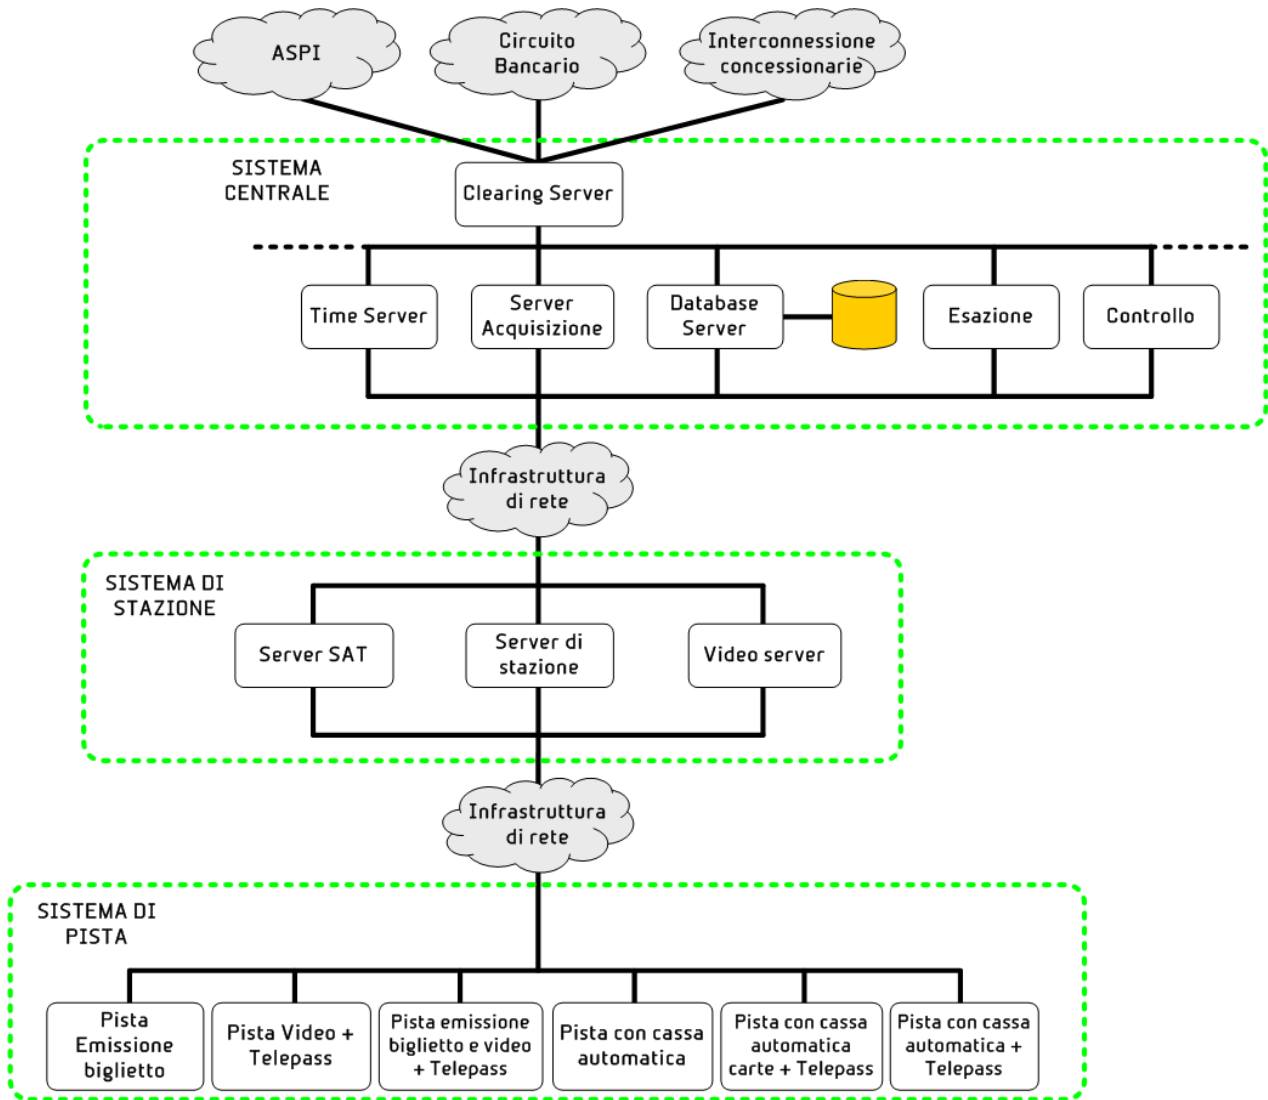 ASPI
Circuito
Bancario
Interconnessione
concessionarie
SISTEMA
CENTRALE
Clearing Server
Time Server
Server
Acquisizione
Database
Server
Esazione
Controllo
Infrastruttura
di rete
SISTEMA DI
STAZIONE
Server SAT
Server di
stazione
Video server
Infrastruttura
di rete
SISTEMA DI
PISTA
Pista
Emissione
biglietto
Pista Video +
Telepass
Pista emissione
biglietto e video
+ Telepass
Pista con cassa
automatica
Pista con cassa
automatica
carte + Telepass
Pista con cassa
automatica +
Telepass